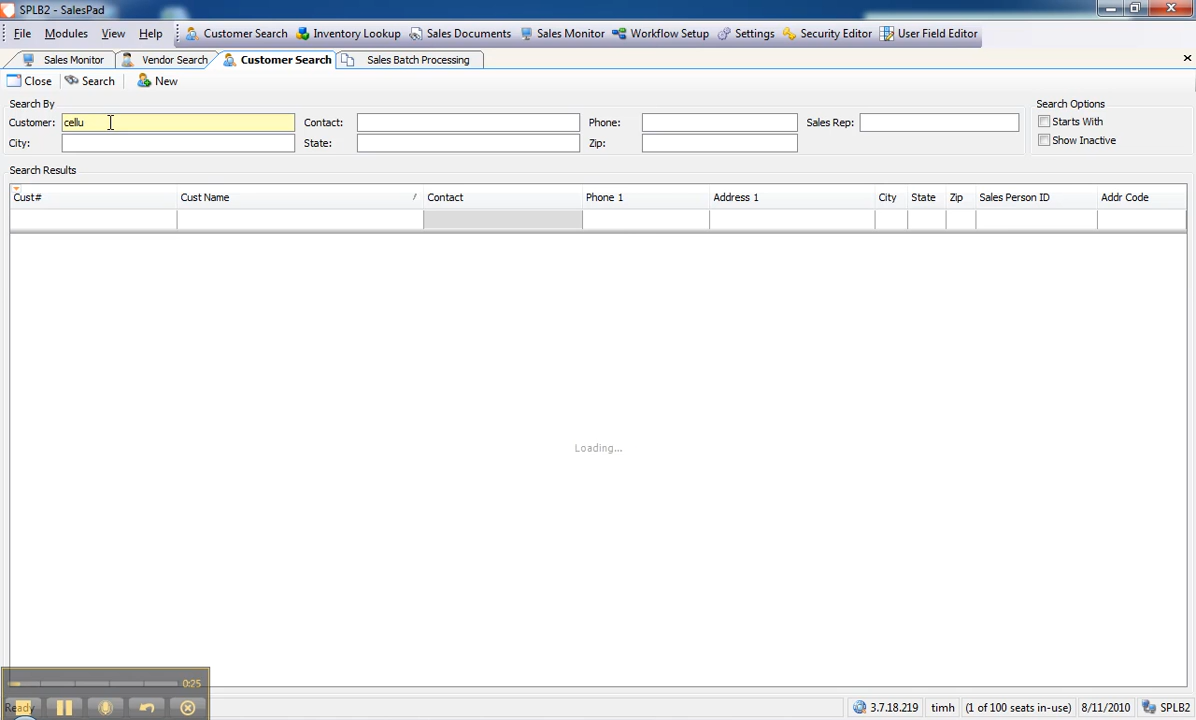 SPLB2 - SalesPad
File Modules View Help Customer Search Inventory Lookup Sales Documents Sales Monitor Workflow Setup Settings Security Editor User Field Editor
Sales Monitor Vendor Search Customer Search Sales Batch Processing
Close Search New
Search By Search Options
Customer: cellu Contact: Phone: Sales Rep: Starts With
City: State: Zip: Show Inactive
Search Results
Cust# Cust Name Contact Phone 1 Address 1 City State Zip Sales Person ID Addr Code
Loading...
0:25
Ready 3.7.18.219 timh (1 of 100 seats in-use) 8/11/2010 SPLB2